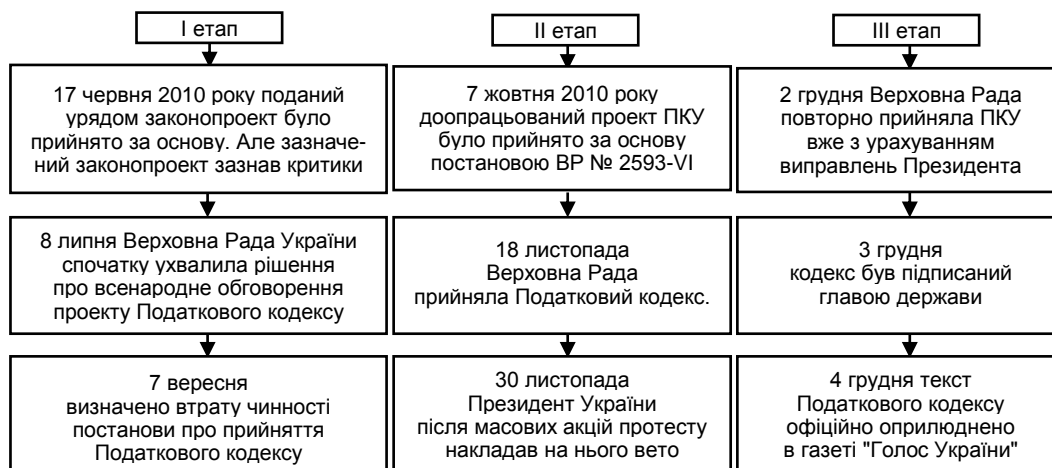 І етап
17 червня 2010 року поданий
урядом законопроект було
прийнято за основу. Але зазначе-
ний законопроект зазнав критики
8 липня Верховна Рада України
спочатку ухвалила рішення
про всенародне обговорення
проекту Податкового кодексу
7 вересня
визначено втрату чинності
постанови про прийняття
Податкового кодексу
ІІ етап
7 жовтня 2010 року
доопрацьований проект ПКУ
було прийнято за основу
постановою ВР № 2593-VI
18 листопада
Верховна Рада
прийняла Податковий кодекс.
30 листопада
Президент України
після масових акцій протесту
накладав на нього вето
ІІІ етап
2 грудня Верховна Рада
повторно прийняла ПКУ
вже з урахуванням
виправлень Президента
3 грудня
кодекс був підписаний
главою держави
4 грудня текст
Податкового кодексу
офіційно оприлюднено
в газеті "Голос України"